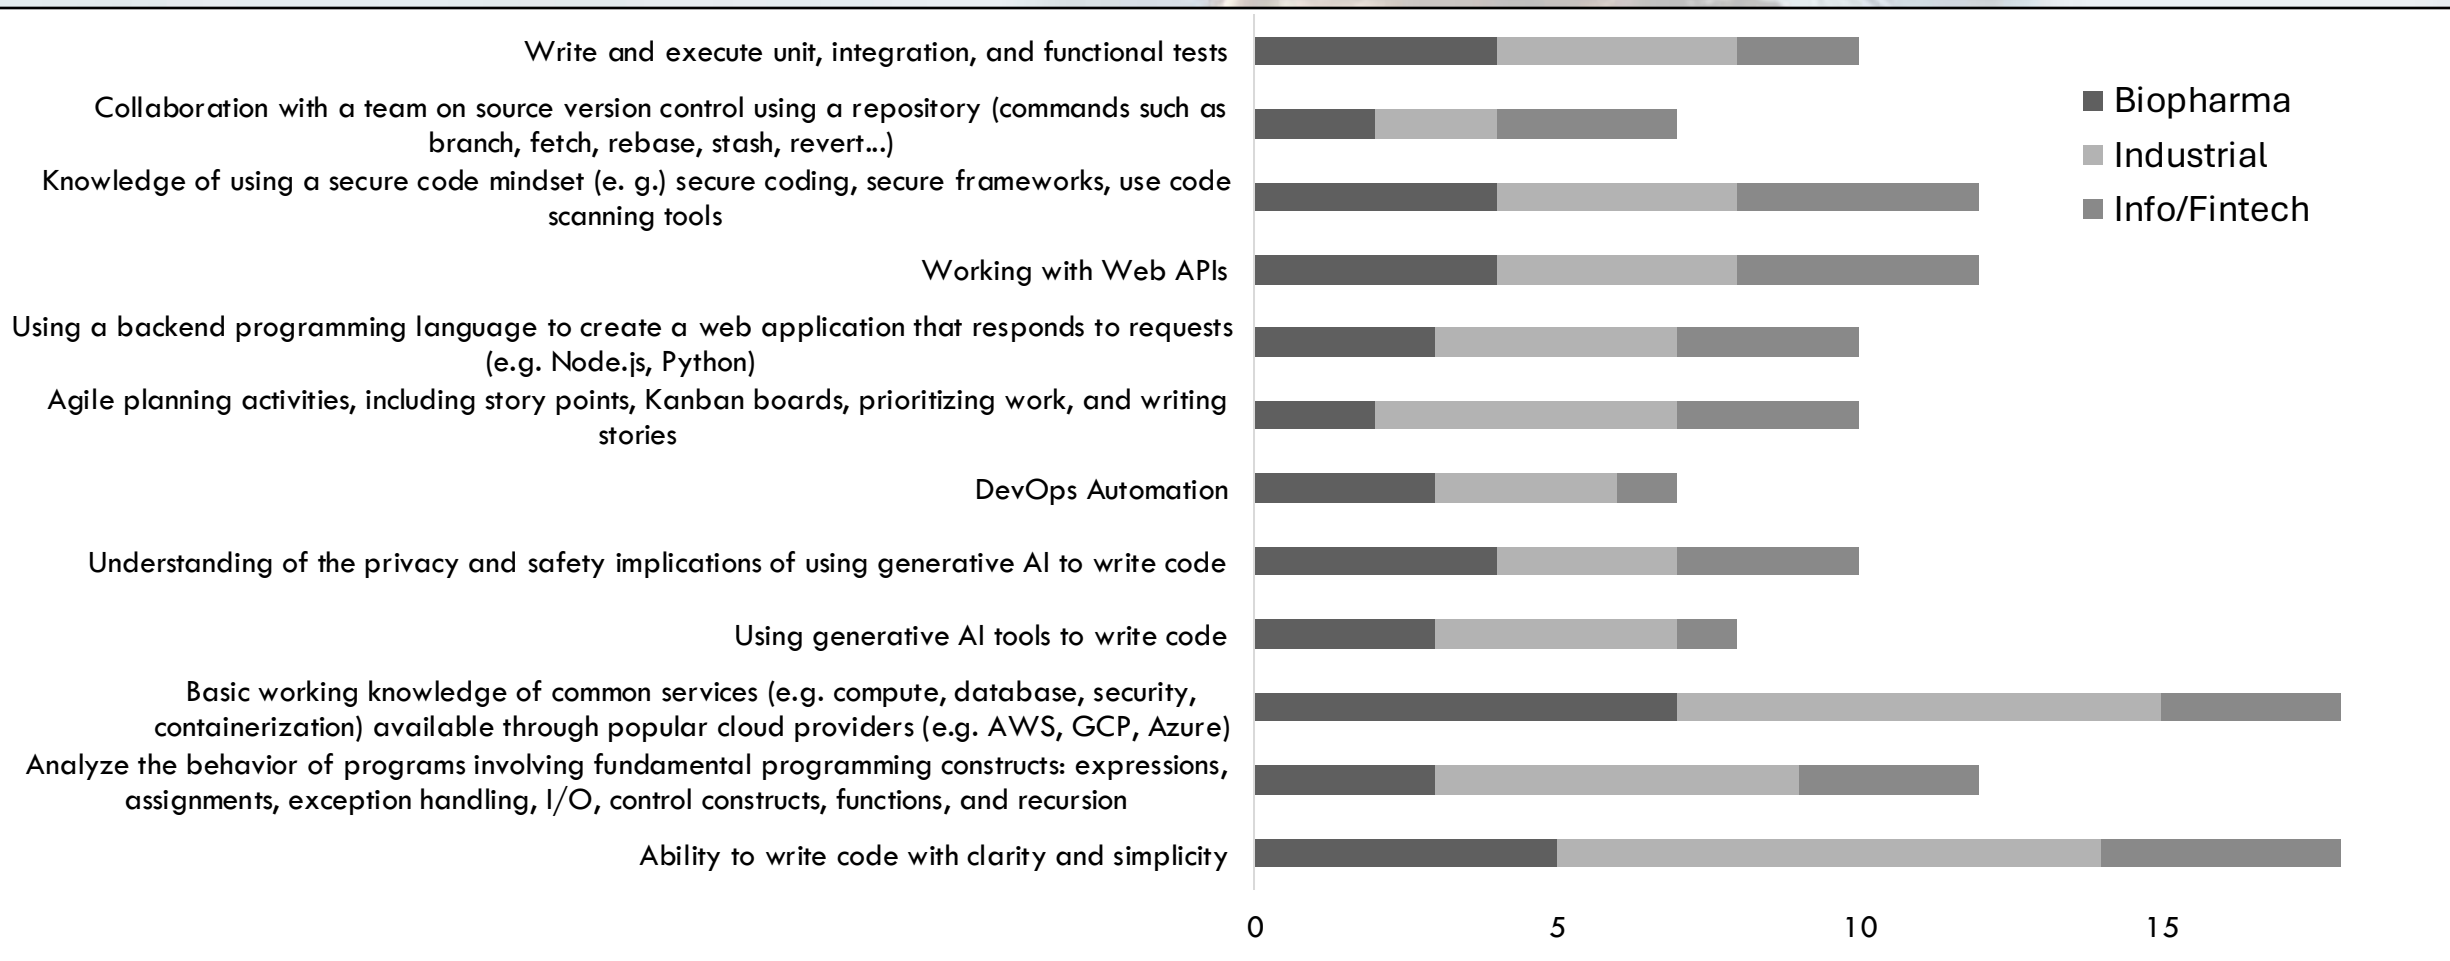 Write and execute unit, integration, and functional tests
Collaboration with a team on source version control using a repository (commands such as
branch, fetch, rebase, stash, revert...)
Knowledge of using a secure code mindset (e. g.) secure coding, secure frameworks, use code
scanning tools
Working with Web APIs
Using a backend programming language to create a web application that responds to requests
(e.g. Node.js, Python)
Agile planning activities, including story points, Kanban boards, prioritizing work, and writing
stories
DevOps Automation
Understanding of the privacy and safety implications of using generative AI to write code
Using generative AI tools to write code
Basic working knowledge of common services (e.g. compute, database, security,
containerization) available through popular cloud providers (e.g. AWS, GCP, Azure)
Analyze the behavior of programs involving fundamental programming constructs: expressions,
assignments, exception handling, I/O, control constructs, functions, and recursion
Ability to write code with clarity and simplicity
0 5 10 15
Biopharma
Industrial
Info/Fintech